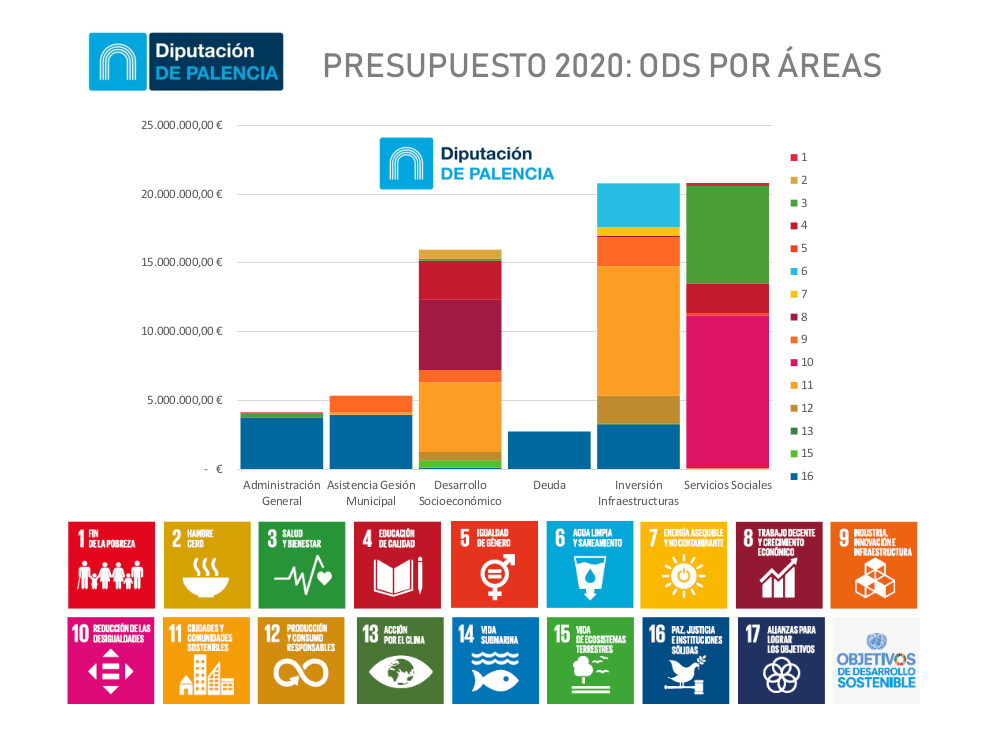 Diputación
DE PALENCIA
PRESUPUESTO 2020: ODS POR ÁREAS
25.000.000,00 €
20.000.000,00 €
15.000.000,00 €
10.000.000,00 €
5.000.000,00 €
- €
Diputación
DE PALENCIA
1
2
3
4
5
6
7
8
9
10
11
12
13
15
16
Administración
General
Asistencia Gesión
Municipal
Desarrollo
Socioeconómico
Deuda
Inversión
Infraestructuras
Servicios Sociales
1 FIN
DE LA POBREZA
2 HAMBRE
CERO
3 SALUD
Y BIENESTAR
4 EDUCACIÓN
DE CALIDAD
5 IGUALDAD
DE GÉNERO
6 AGUA LIMPIA
Y SANEAMIENTO
7 ENERGÍA ASEQUIBLE
Y NO CONTAMINANTE
8 TRABAJO DECENTE
Y CRECIMIENTO
ECONÓMICO
9 INDUSTRIA,
INNOVACIÓN E
INFRAESTRUCTURA
10 REDUCCIÓN DE LAS
DESIGUALDADES
11 CIUDADES Y
COMUNIDADES
SOSTENIBLES
12 PRODUCCIÓN
Y CONSUMO
RESPONSABLES
13 ACCIÓN
POR EL CLIMA
14 VIDA
SUBMARINA
15 VIDA
DE ECOSISTEMAS
TERRESTRES
16 PAZ, JUSTICIA
E INSTITUCIONES
SÓLIDAS
17 ALIANZAS PARA
LOGRAR
LOS OBJETIVOS
OBJETIVOS
DE DESARROLLO
SOSTENIBLE